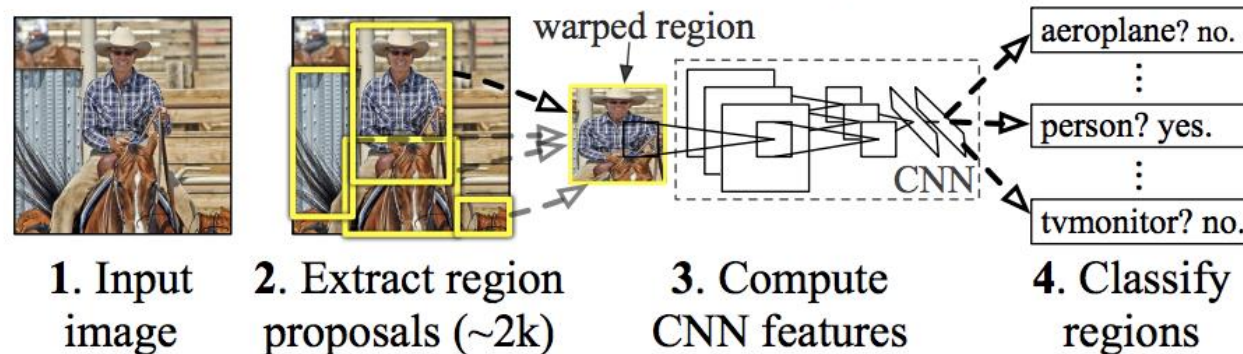 warped region
aeroplane? no.
person? yes.
CNN
tvmonitor? no.
1. Input
image
2. Extract region
proposals (~2k)
3. Compute
CNN features
4. Classify
regions